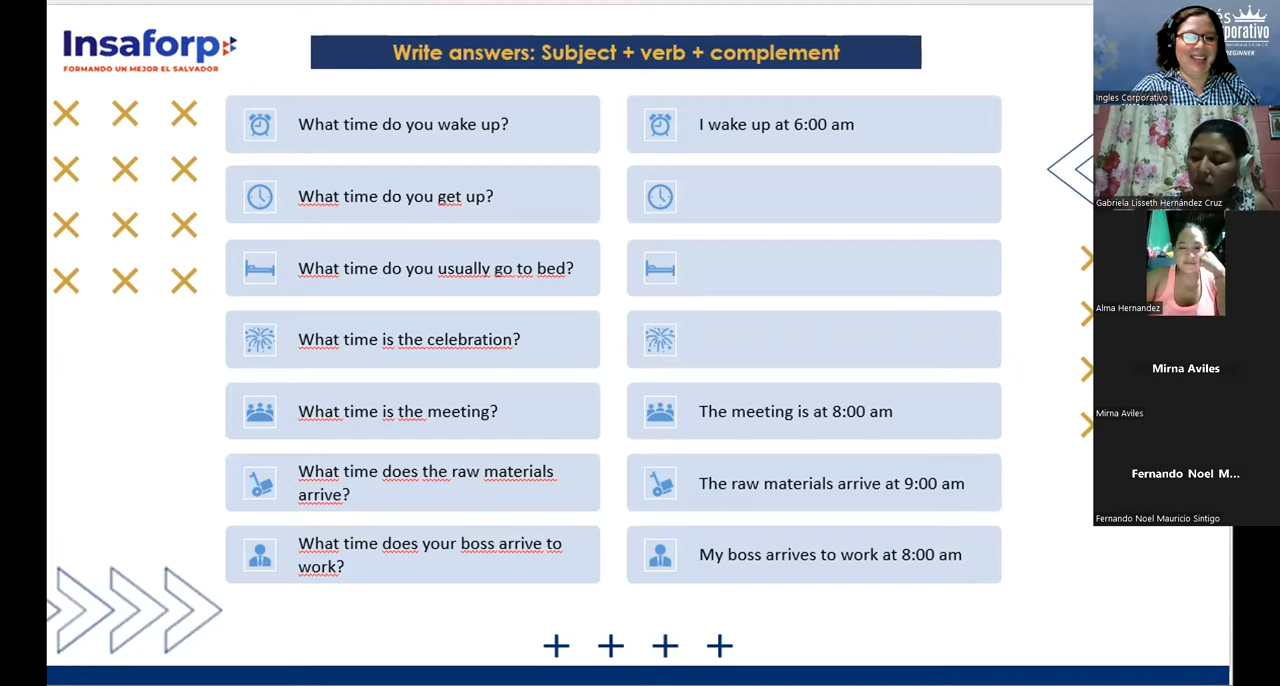 Insaforp
FORMANDO UN MEJOR EL SALVADOR
Write answers: Subject + verb + complement
What time do you wake up?
I wake up at 6:00 am
What time do you get up?
What time do you usually go to bed?
What time is the celebration?
What time is the meeting?
The meeting is at 8:00 am
What time does the raw materials
arrive?
The raw materials arrive at 9:00 am
What time does your boss arrive to
work?
My boss arrives to work at 8:00 am
Ingles Corporativo
Gabriela Lisseth Hernández Cruz
Alma Hernandez
Mirna Aviles
Mirna Aviles
Fernando Noel M...
Fernando Noel Mauricio Sintigo